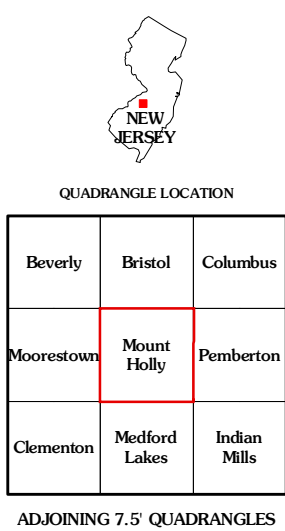 NEW
JERSEY
QUADRANGLE LOCATION
Beverly
Bristol
Columbus
Moorestown
Mount
Holly
Pemberton
Clementon
Medford
Lakes
Indian
Mills
ADJOINING 7.5' QUADRANGLES